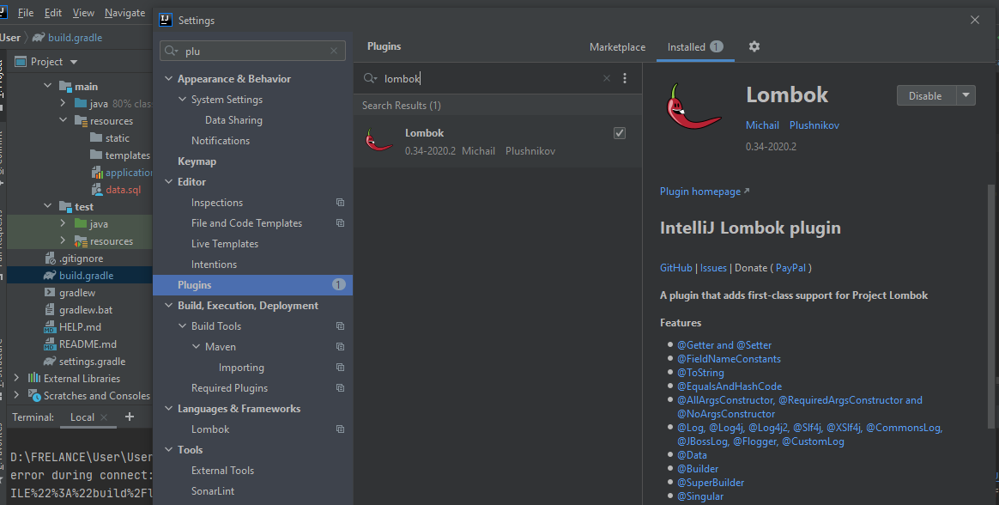 File Edit View Navigate
Settings
User build.gradle
Project
main
java 80% clas
resources
static
templates
application
data.sql
test
java
resources
.gitignore
build.gradle
gradlew
gradlew.bat
HELP.md
README.md
settings.gradle
External Libraries
Scratches and Consoles
Terminal: Local
D:\FRELANCE\User\User
error during connect:
ILE%22%3A%22build%2Fl
plu
Appearance & Behavior
System Settings
Data Sharing
Notifications
Keymap
Editor
Inspections
File and Code Templates
Live Templates
Intentions
Plugins 1
Build, Execution, Deployment
Build Tools
Maven
Importing
Required Plugins
Languages & Frameworks
Lombok
Tools
External Tools
SonarLint
Plugins Marketplace Installed 1
lombok
Search Results (1)
Lombok
0.34-2020.2 Michail Plushnikov
Lombok
Disable
Michail Plushnikov
0.34-2020.2
Plugin homepage
IntelliJ Lombok plugin
GitHub | Issues | Donate ( PayPal )
A plugin that adds first-class support for Project Lombok
Features
@Getter and @Setter
@FieldNameConstants
@ToString
@EqualsAndHashCode
@AllArgsConstructor, @RequiredArgsConstructor and
@NoArgsConstructor
@Log, @Log4j, @Log4j2, @Slf4j, @XSlf4j, @CommonsLog,
@JBossLog, @Flogger, @CustomLog
@Data
@Builder
@SuperBuilder
@Singular